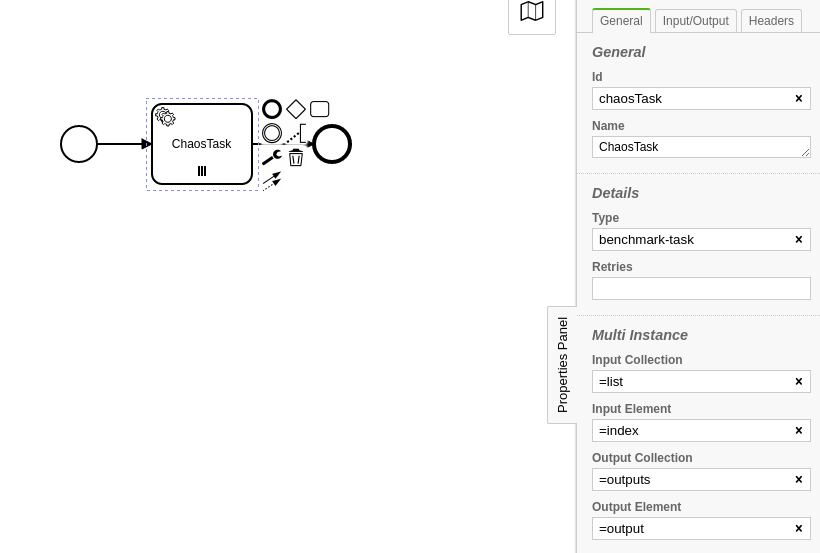 General
Input/Output
Headers
General
Id
chaosTask
Name
ChaosTask
ChaosTask
Details
Type
benchmark-task
Retries
Properties Panel
Multi Instance
Input Collection
=list
Input Element
=index
Output Collection
=outputs
Output Element
=output